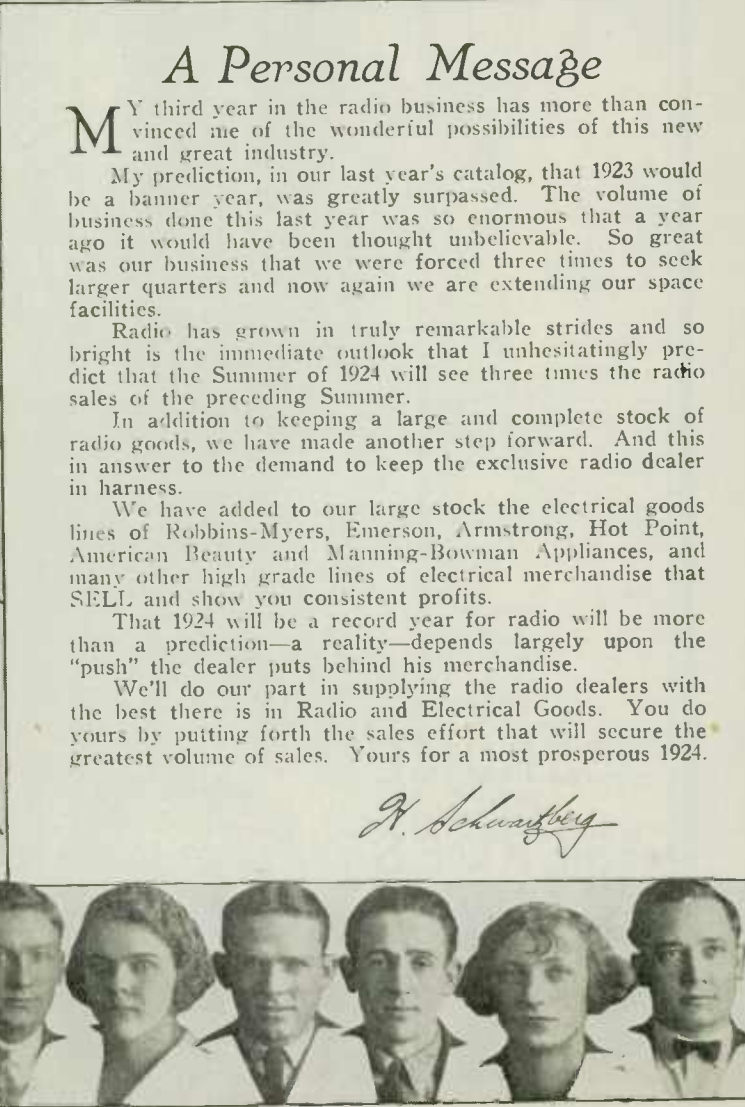 A Personal Message
MY third year in the radio business has more than con-
vinced me of the wonderful possibilities of this new
and great industry.
My prediction, in our last year's catalog, that 1923 would
be a banner year, was greatly surpassed. The volume of
business done this last year was so enormous that a year
ago it would have been thought unbelievable. So great
was our business that we were forced three times to seek
larger quarters and now again we are extending our space
facilities.
Radio has grown in truly remarkable strides and so
bright is the immediate outlook that I unhesitatingly pre-
dict that the Summer of 1924 will see three times the radio
sales of the preceding Summer.
In addition to keeping a large and complete stock of
radio goods, we have made another step forward. And this
in answer to the demand to keep the exclusive radio dealer
in harness.
We have added to our large stock the electrical goods
lines of Robbins-Myers, Emerson, Armstrong, Hot Point,
American Beauty and Manning-Bowman Appliances, and
many other high grade lines of electrical merchandise that
SELL and show you consistent profits.
That 1924 will be a record year for radio will be more
than a prediction—a reality—depends largely upon the
"push" the dealer puts behind his merchandise.
We'll do our part in supplying the radio dealers with
the best there is in Radio and Electrical Goods. You do
yours by putting forth the sales effort that will secure the
greatest volume of sales. Yours for a most prosperous 1924.
H. Schwartzberg